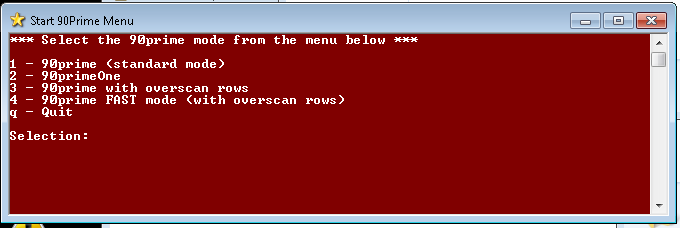 Start 90Prime Menu
*** Select the 90prime mode from the menu below ***
1 - 90prime (standard mode)
2 - 90primeOne
3 - 90prime with overscan rows
4 - 90prime FAST mode (with overscan rows)
q - Quit
Selection: